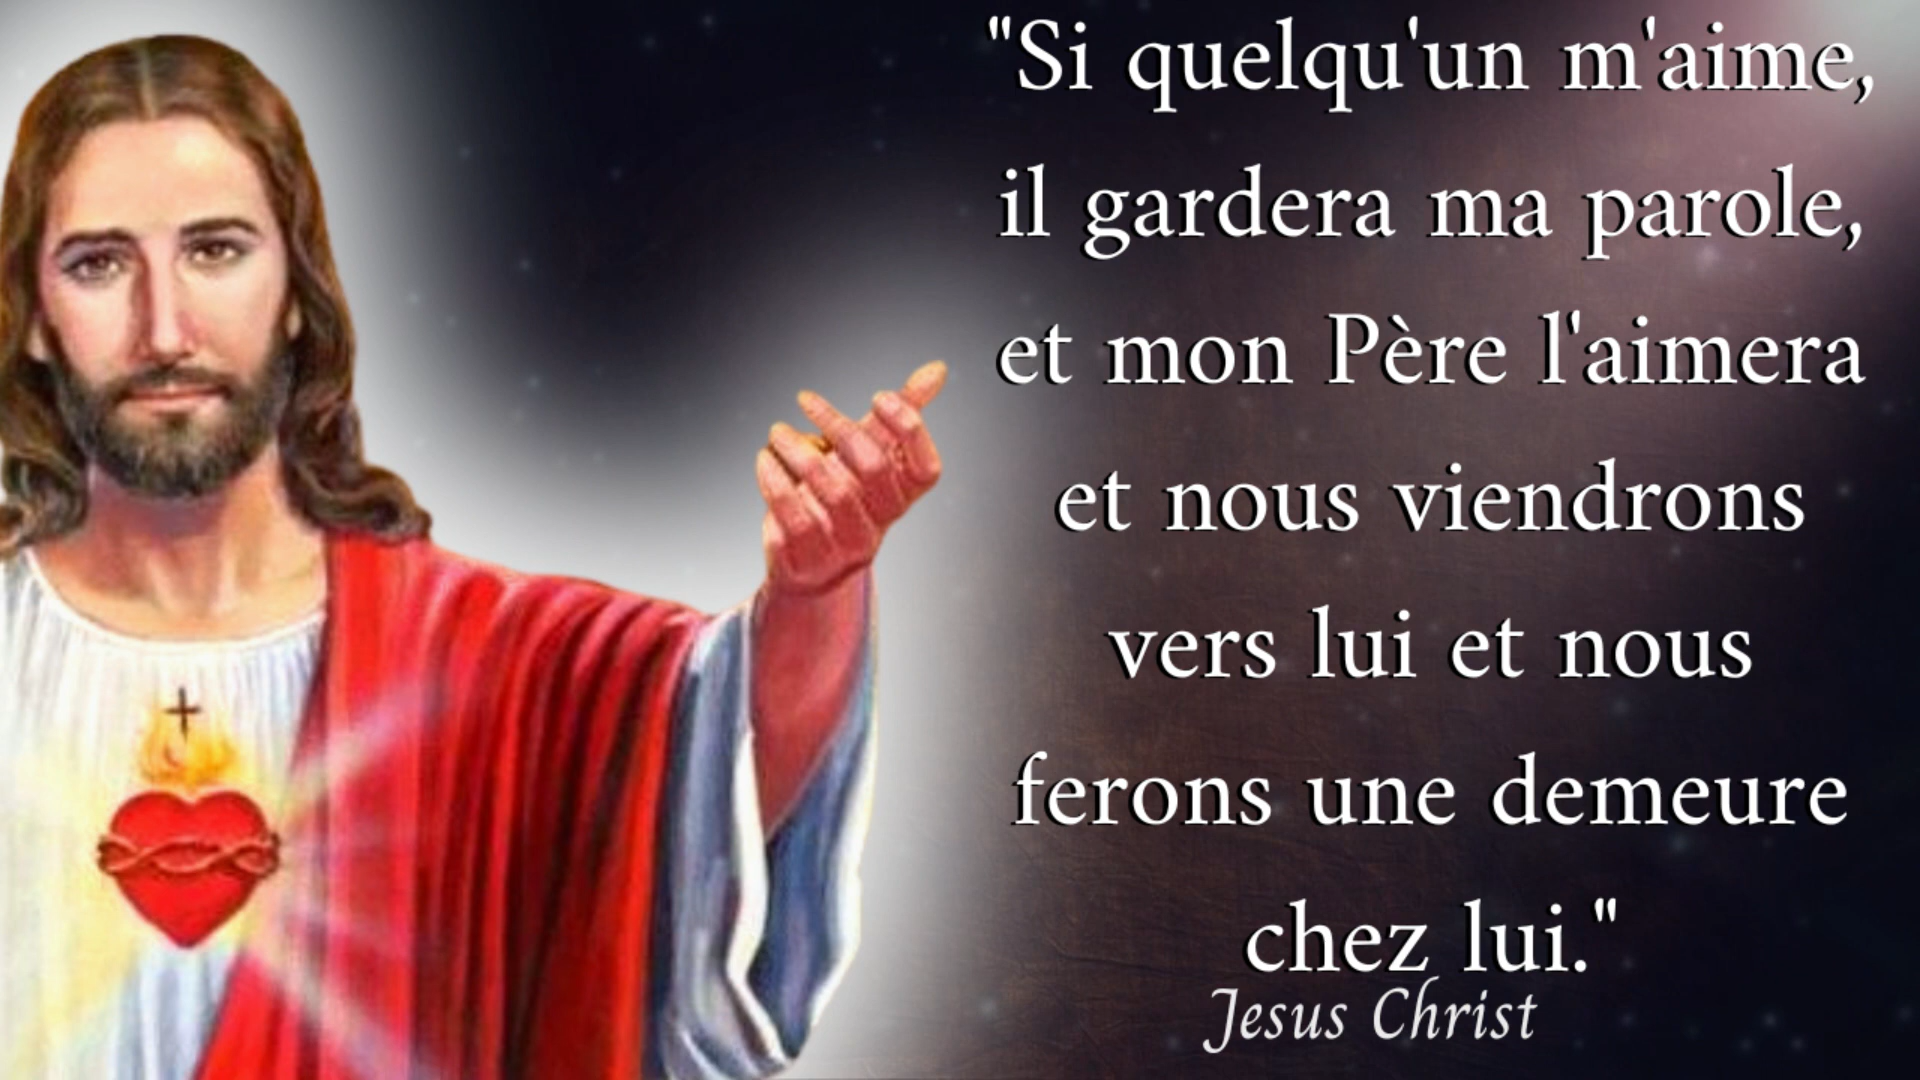 "Si quelqu'un m'aime,
il gardera ma parole,
et mon Père l'aimera
et nous viendrons
vers lui et nous
ferons une demeure
chez lui."
Jesus Christ